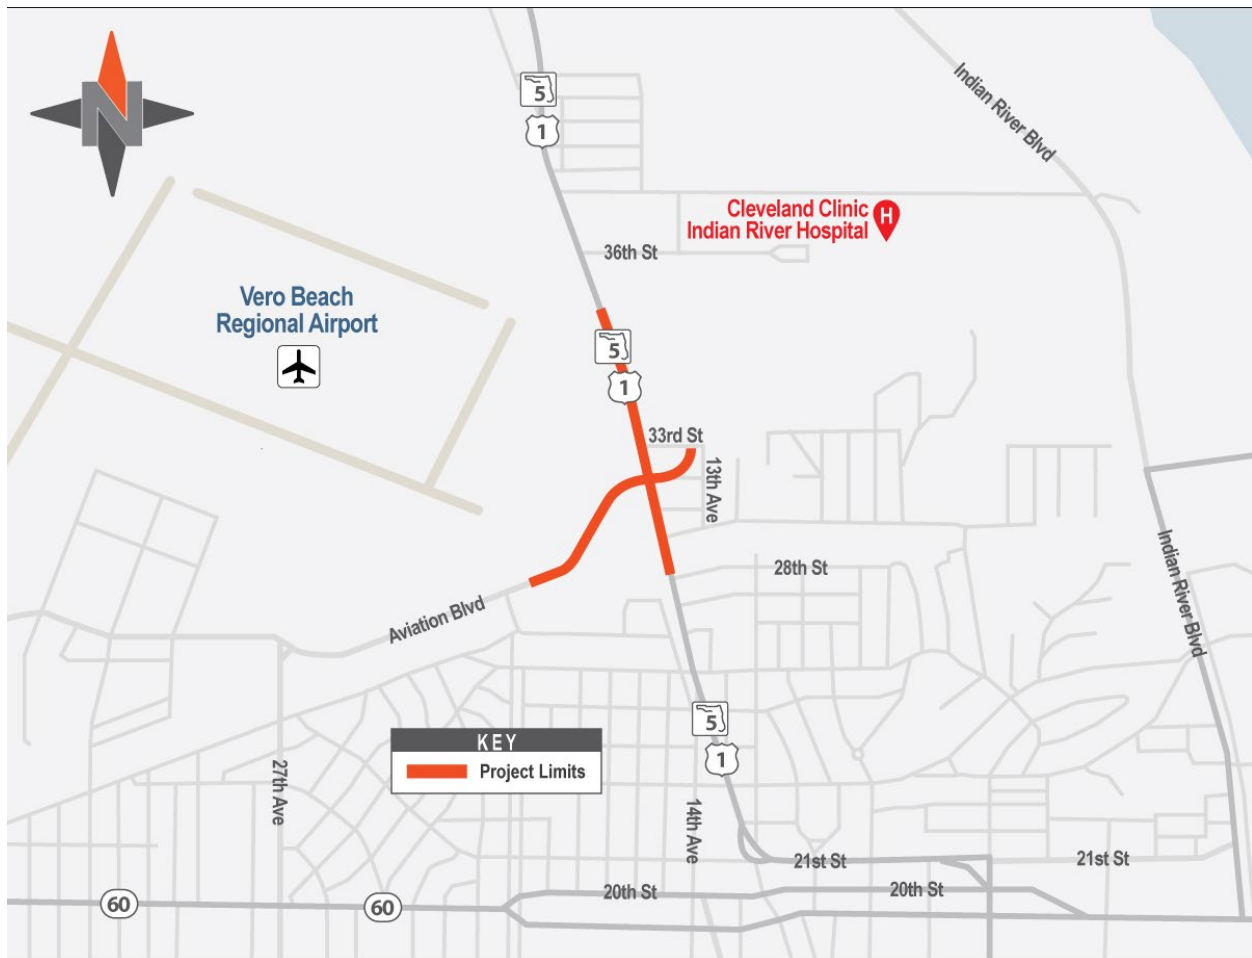 N
5
1
Indian River Blvd
Cleveland Clinic
Indian River Hospital
H
36th St
Vero Beach
Regional Airport
5
1
33rd St
13th Ave
28th St
Indian River Blvd
Aviation Blvd
5
1
KEY
Project Limits
27th Ave
14th Ave
21st St
21st St
20th St
20th St
60
60